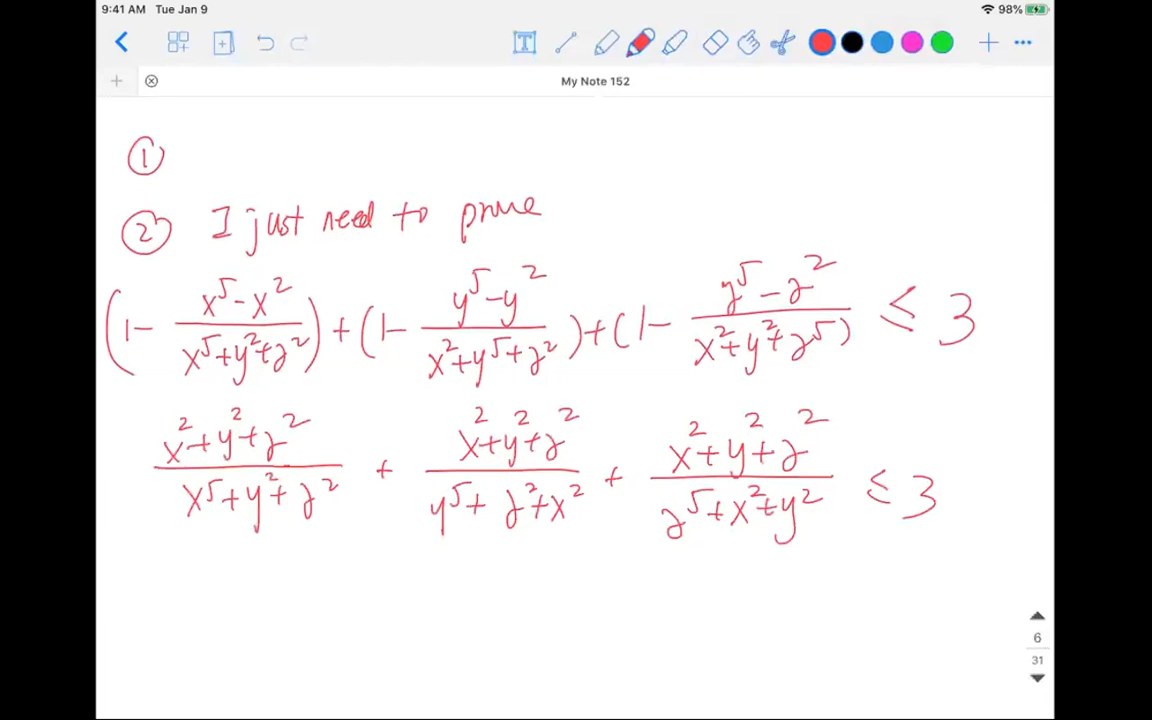 9:41 AM Tue Jan 9 98%
My Note 152
①
② I just need to prove
(1 - (x⁵-x²)/(x⁵+y²+z²)) + (1 - (y⁵-y²)/(x²+y⁵+z²)) + (1 - (z⁵-z²)/(x²+y²+z⁵)) ≤ 3
(x²+y²+z²)/(x⁵+y²+z²) + (x²+y²+z²)/(y⁵+z²+x²) + (x²+y²+z²)/(z⁵+x²+y²) ≤ 3
6
31